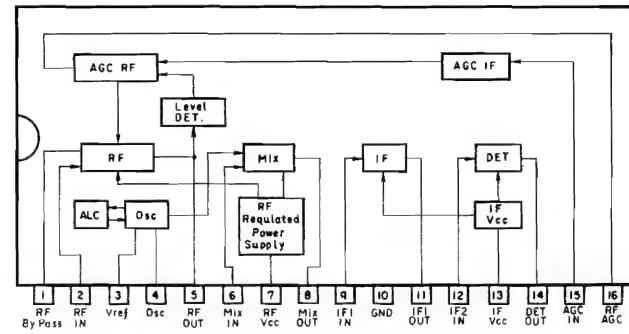 AGC RF
AGC IF
Level
DET.
RF
MIX
IF
DET
ALC
Osc
RF
Regulated
Power
Supply
IF
Vcc
1 2 3 4 5 6 7 8 9 10 11 12 13 14 15 16
RF By Pass
RF IN
Vref
Osc
RF OUT
Mix IN
RF Vcc
Mix OUT
IF1 IN
GND
IF1 OUT
IF2 IN
IF Vcc
DET OUT
AGC IN
RF AGC